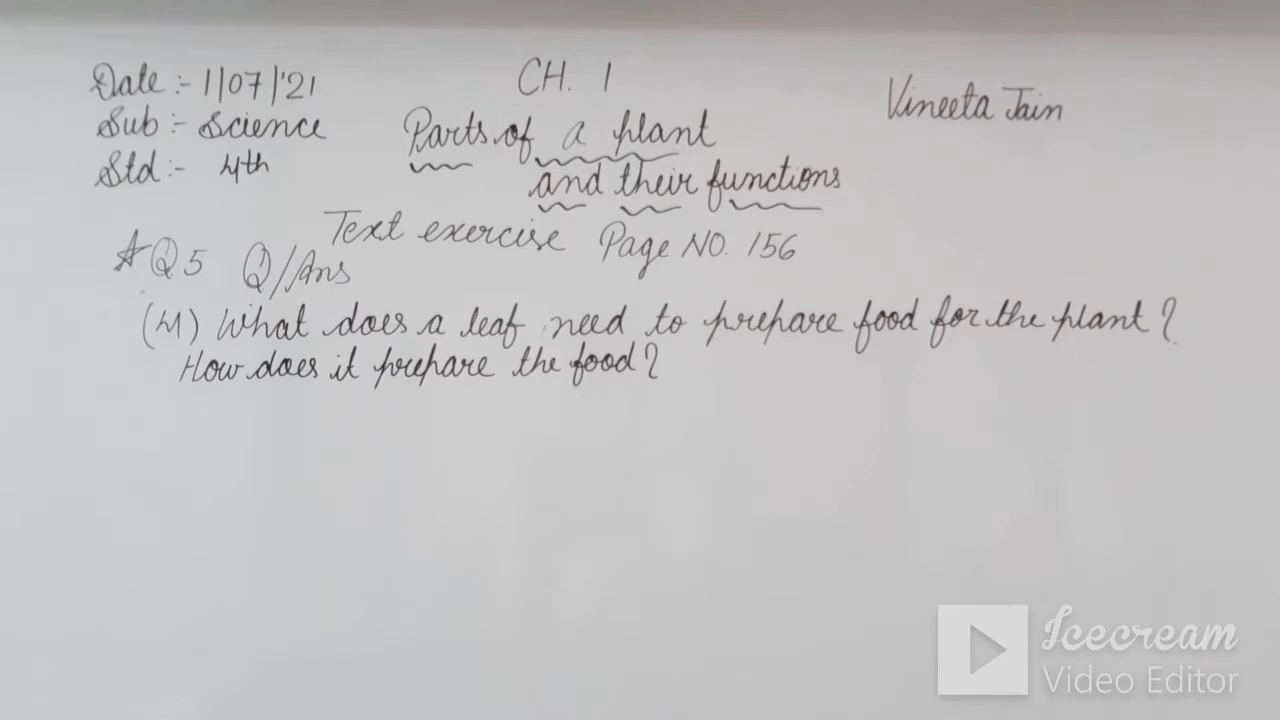 Date :- 1/07/'21
CH. 1
Vineeta Jain
Sub :- Science
Parts of a plant
Std :- 4th
and their functions
Text exercise Page NO. 156
Q5 Q/Ans
(4) What does a leaf need to prepare food for the plant?
How does it prepare the food?
Icecream
Video Editor